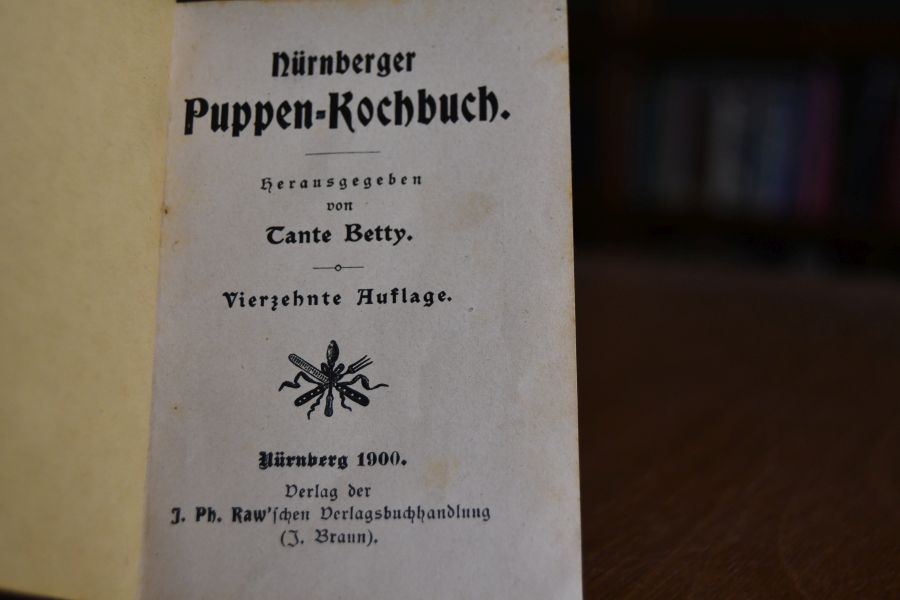 Nürnberger
Puppen-Kochbuch.
Herausgegeben
von
Tante Betty.
Vierzehnte Auflage.
Nürnberg 1900.
Verlag der
J. Ph. Raw'schen Verlagsbuchhandlung
(J. Braun).